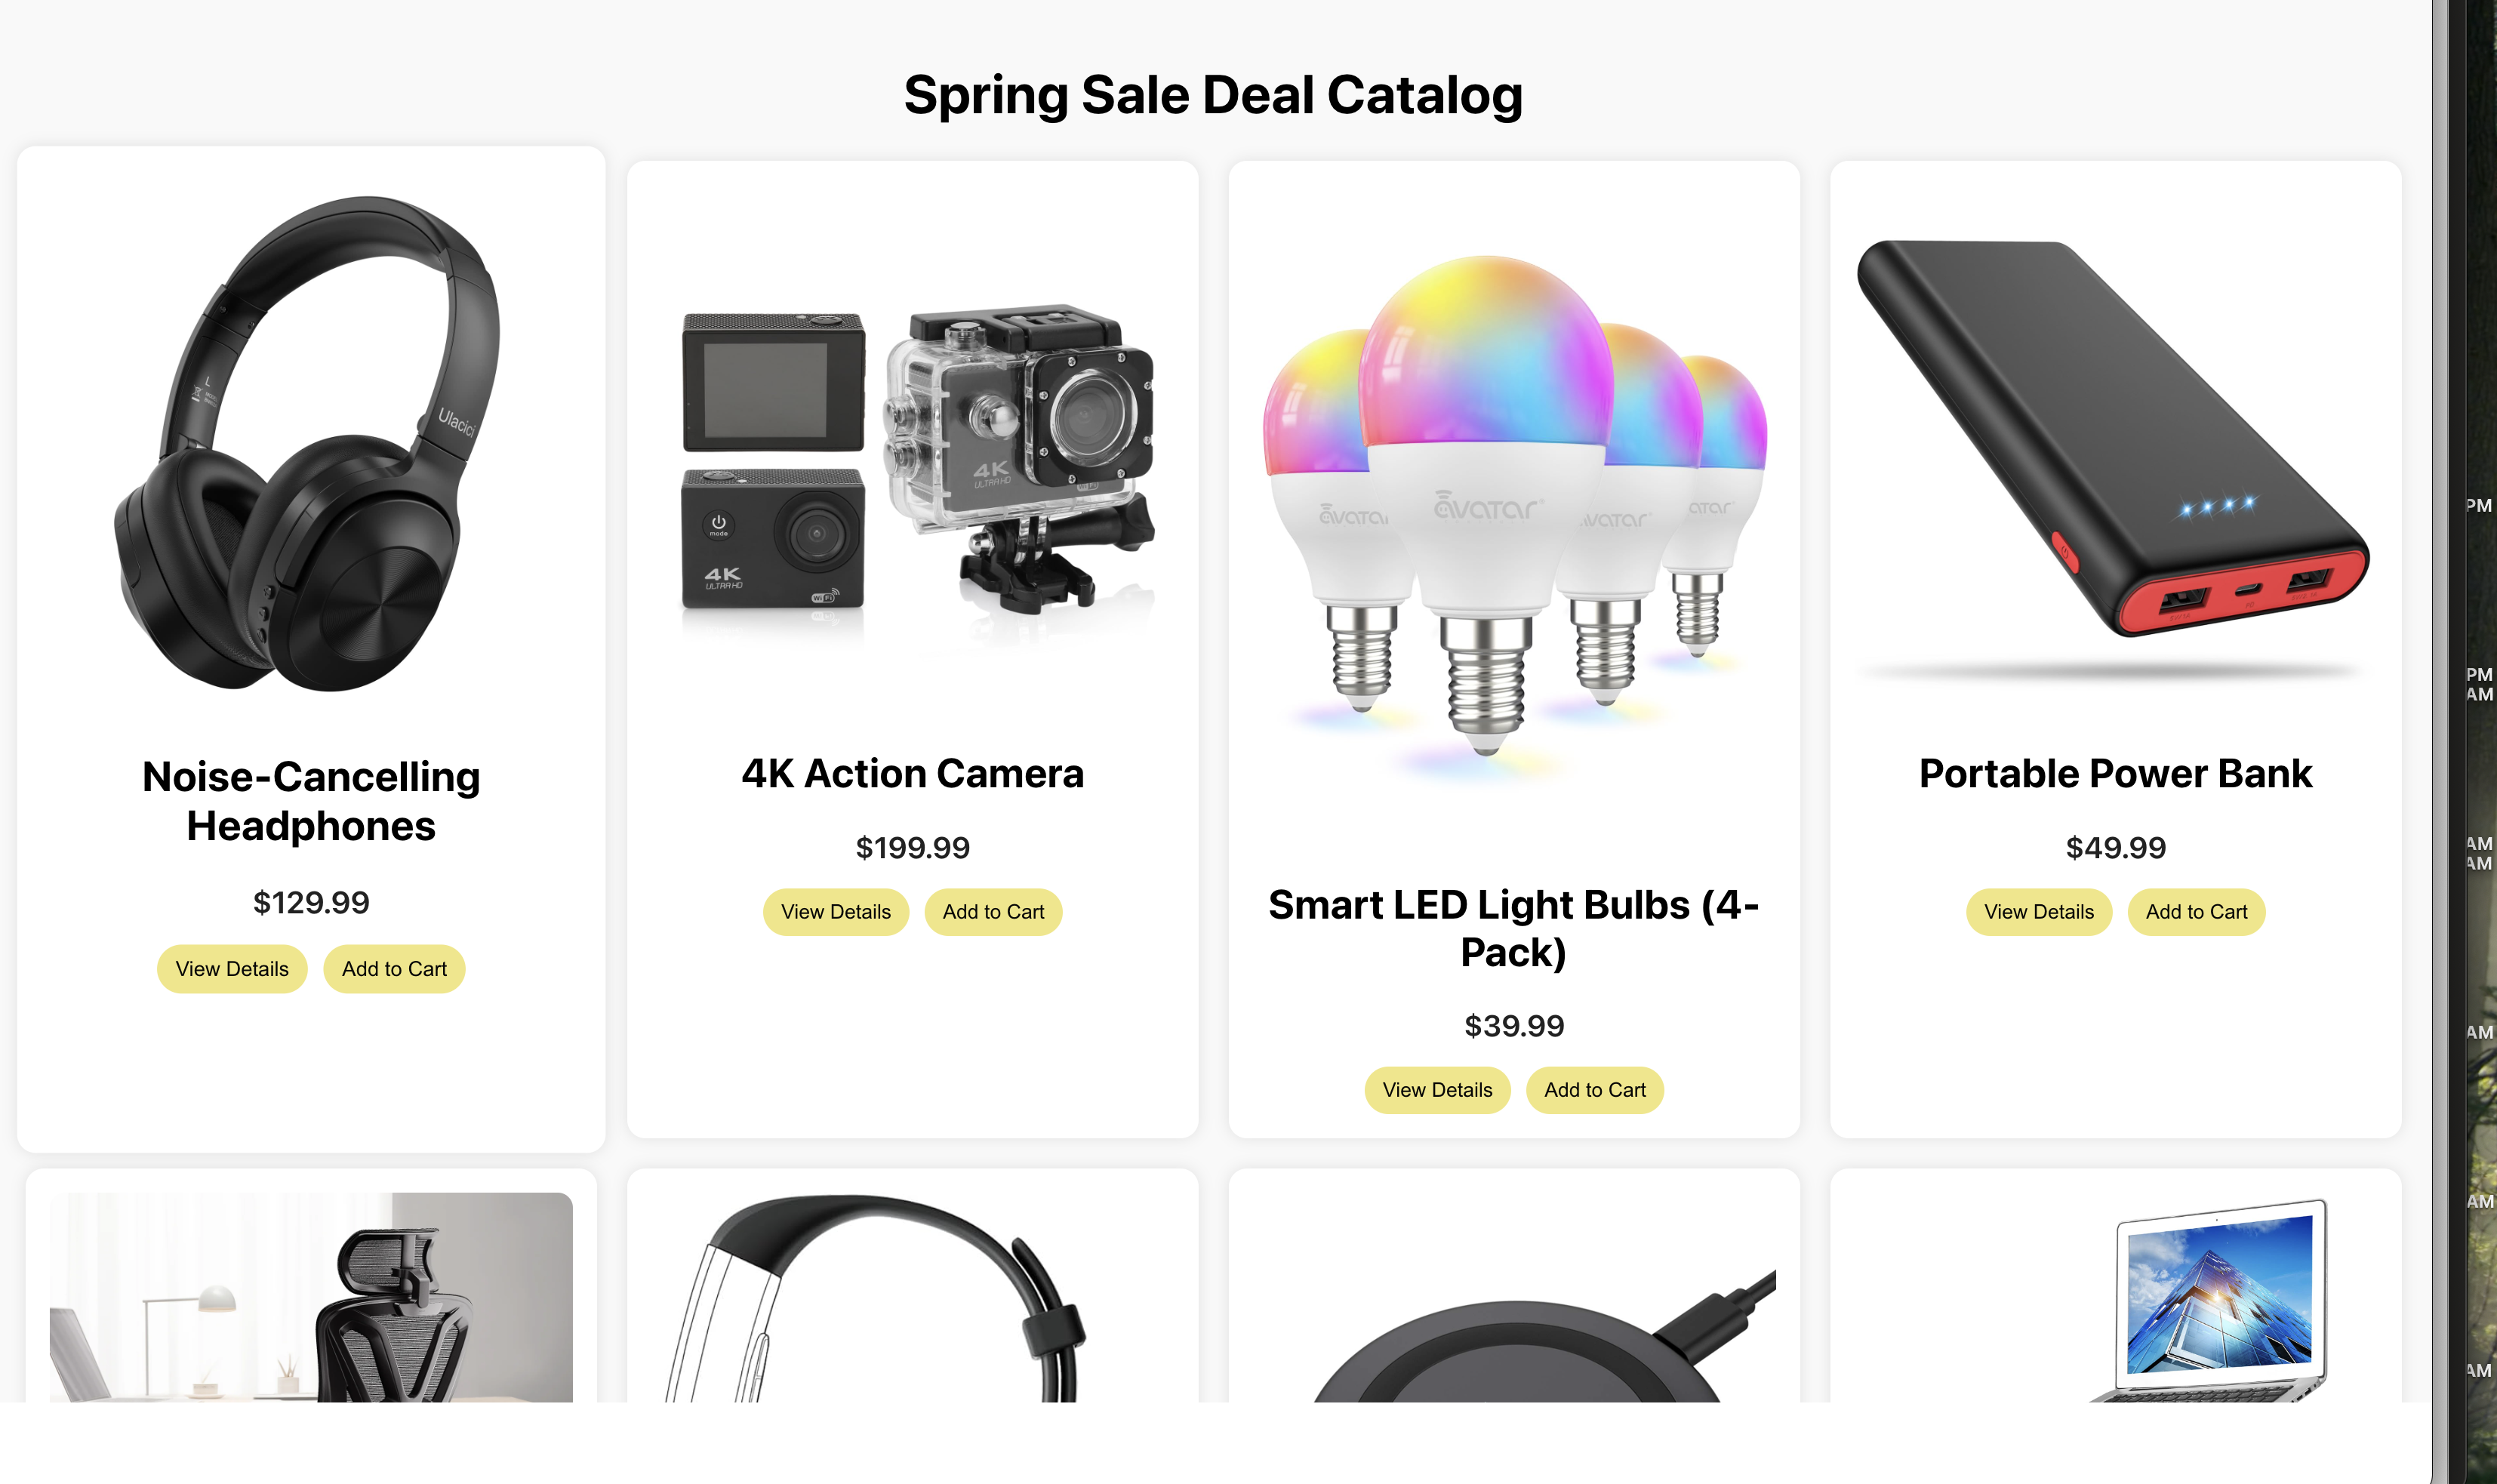 Spring Sale Deal Catalog
L
Ulacici
4K
ULTRA HD
WiFi
mode
4K
ULTRA HD
WiFi
avatar
avatar
Noise-Cancelling
Headphones
$129.99
View Details
Add to Cart
4K Action Camera
$199.99
View Details
Add to Cart
Smart LED Light Bulbs (4-
Pack)
$39.99
View Details
Add to Cart
Portable Power Bank
$49.99
View Details
Add to Cart
PM
PM
AM
AM
AM
AM
AM
AM